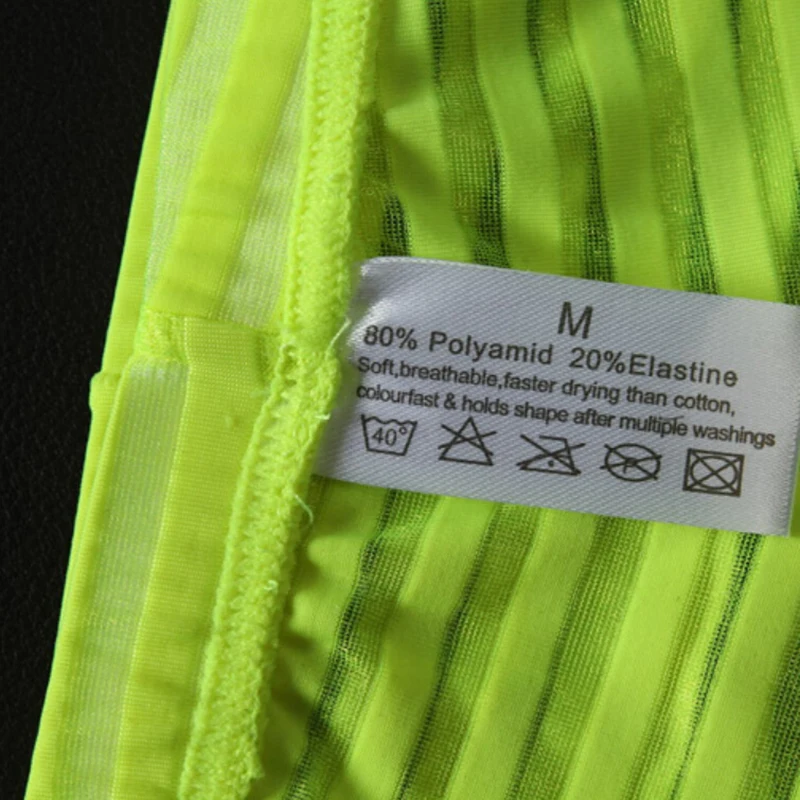 M
80% Polyamid 20%Elastine
Soft,breathable,faster drying than cotton,
colourfast & holds shape after multiple washings
40° P